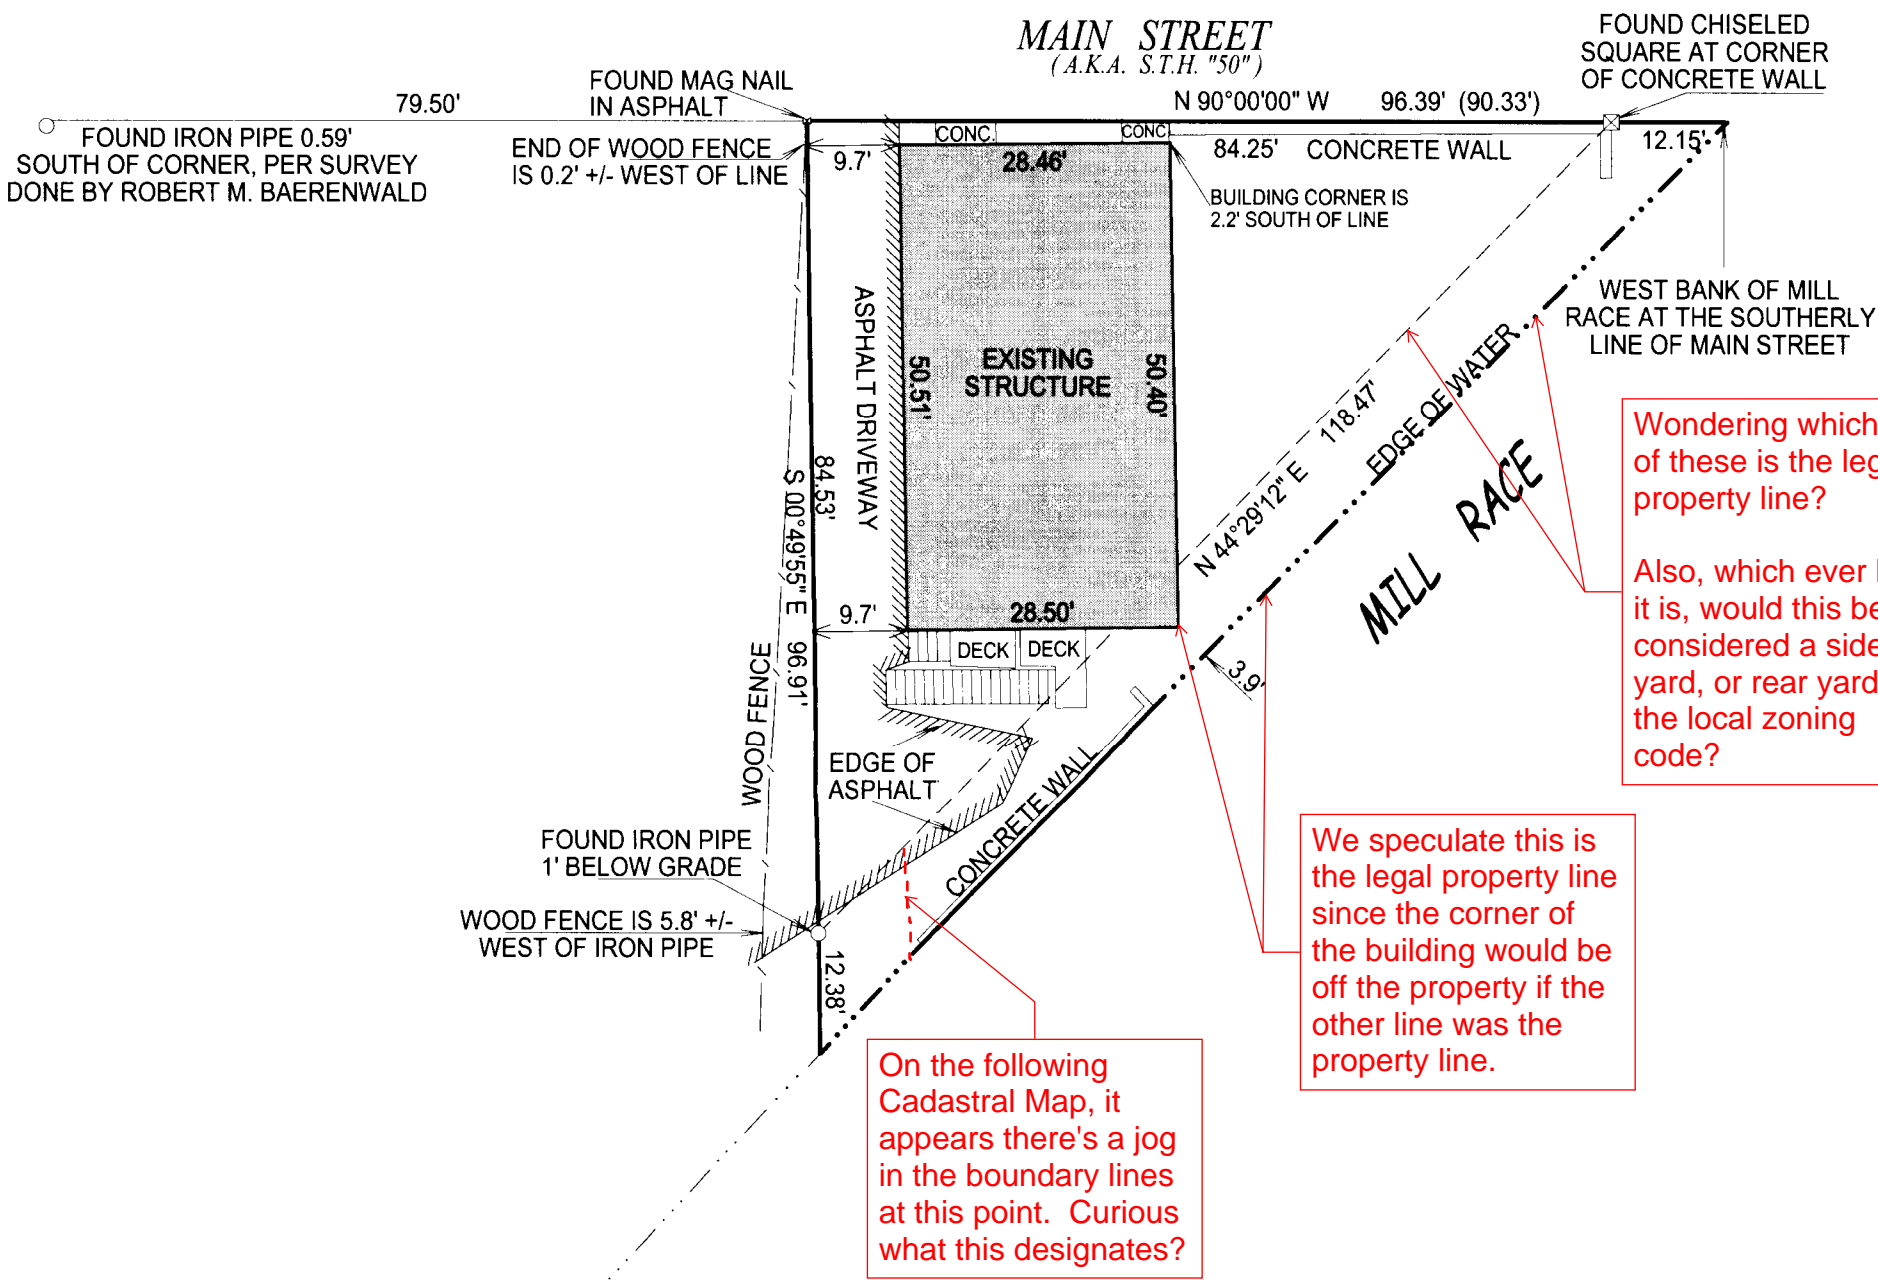 MAIN STREET
(A.K.A. S.T.H. "50")
FOUND CHISELED
SQUARE AT CORNER
OF CONCRETE WALL
FOUND MAG NAIL
IN ASPHALT
79.50'
N 90°00'00" W 96.39' (90.33')
FOUND IRON PIPE 0.59'
SOUTH OF CORNER, PER SURVEY
DONE BY ROBERT M. BAERENWALD
END OF WOOD FENCE
IS 0.2' +/- WEST OF LINE
CONC.
CONC.
9.7'
28.46'
84.25' CONCRETE WALL
12.15'
BUILDING CORNER IS
2.2' SOUTH OF LINE
WEST BANK OF MILL
RACE AT THE SOUTHERLY
LINE OF MAIN STREET
ASPHALT DRIVEWAY
EXISTING
STRUCTURE
50.51'
50.40'
84.53'
S 00°49'55" E 96.91'
N 44°29'12" E 118.47'
EDGE OF WATER
MILL RACE
Wondering which
of these is the
property line?
Also, which ever
it is, would this
considered a side
yard, or rear yard
the local zoning
code?
9.7'
28.50'
DECK
DECK
3.9'
WOOD FENCE
EDGE OF
ASPHALT
CONCRETE WALL
FOUND IRON PIPE
1' BELOW GRADE
WOOD FENCE IS 5.8' +/-
WEST OF IRON PIPE
12.38'
We speculate this is
the legal property line
since the corner of
the building would be
off the property if the
other line was the
property line.
On the following
Cadastral Map, it
appears there's a jog
in the boundary lines
at this point. Curious
what this designates?